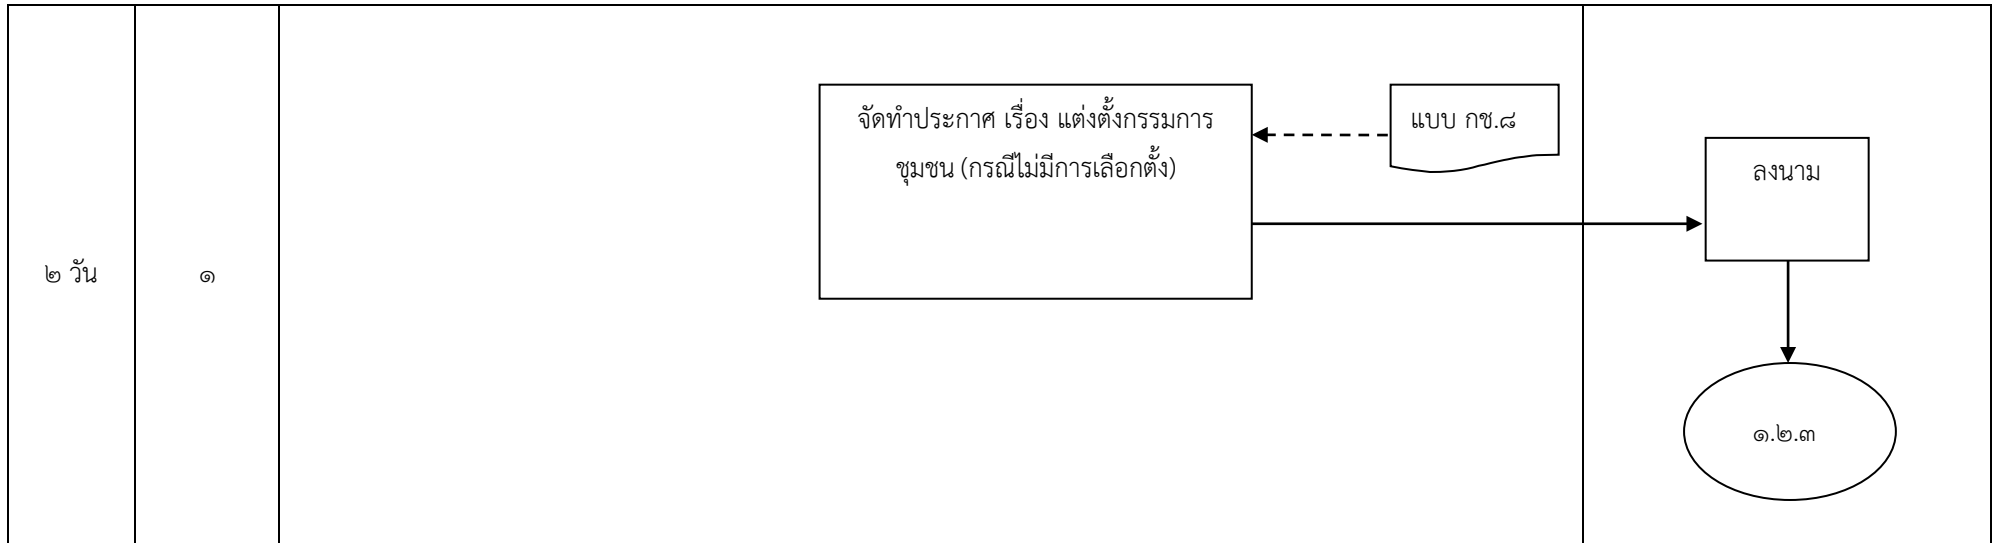 จัดทำประกาศ เรื่อง แต่งตั้งกรรมการ
ชุมชน (กรณีไม่มีการเลือกตั้ง)
แบบ กช.๘
ลงนาม
๒ วัน
๑
๑.๒.๓